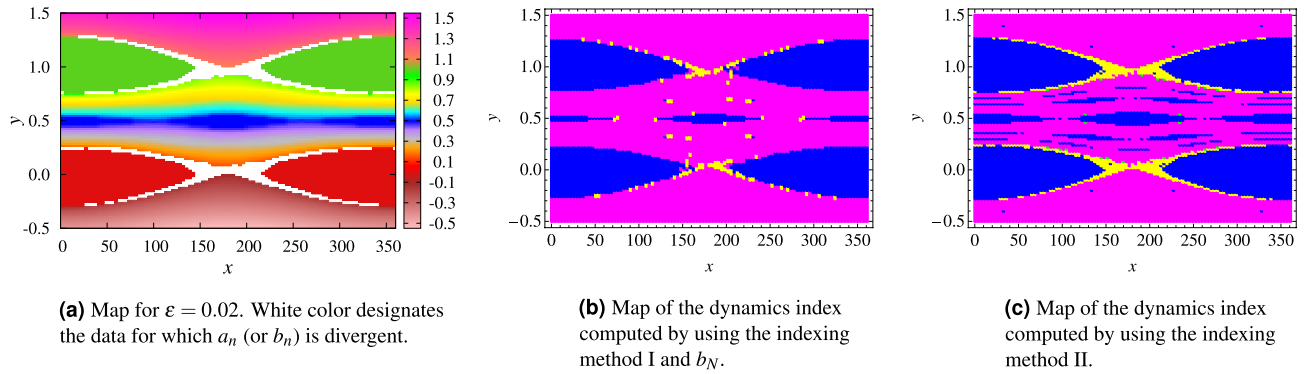 1.0
0.5
0.0
-0.5
y
0 50 100 150 200 250 300 350
x
1.5
1.3
1.1
0.9
0.7
0.5
0.3
0.1
-0.1
-0.3
-0.5
1.5
1.0
0.5
0.0
−0.5
y
0 50 100 150 200 250 300 350
x
1.5
1.0
0.5
0.0
−0.5
y
0 50 100 150 200 250 300 350
x
(a) Map for ε = 0.02. White color designates
the data for which aₙ (or bₙ) is divergent.
(b) Map of the dynamics index
computed by using the indexing
method I and b_N.
(c) Map of the dynamics index
computed by using the indexing
method II.